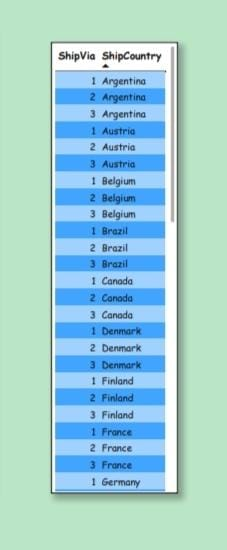 ShipVia ShipCountry
1 Argentina
2 Argentina
3 Argentina
1 Austria
2 Austria
3 Austria
1 Belgium
2 Belgium
3 Belgium
1 Brazil
2 Brazil
3 Brazil
1 Canada
2 Canada
3 Canada
1 Denmark
2 Denmark
3 Denmark
1 Finland
2 Finland
3 Finland
1 France
2 France
3 France
1 Germany